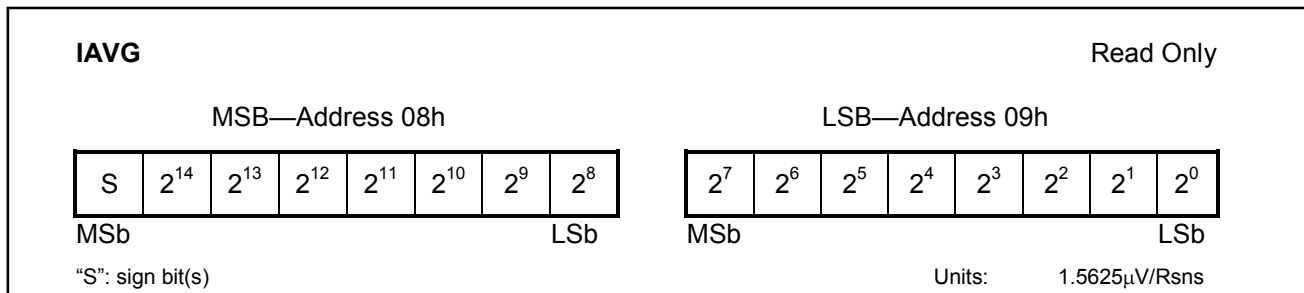 IAVG Read Only
MSB—Address 08h LSB—Address 09h
S 2^14 2^13 2^12 2^11 2^10 2^9 2^8 2^7 2^6 2^5 2^4 2^3 2^2 2^1 2^0
MSb LSb MSb LSb
“S”: sign bit(s) Units: 1.5625µV/Rsns